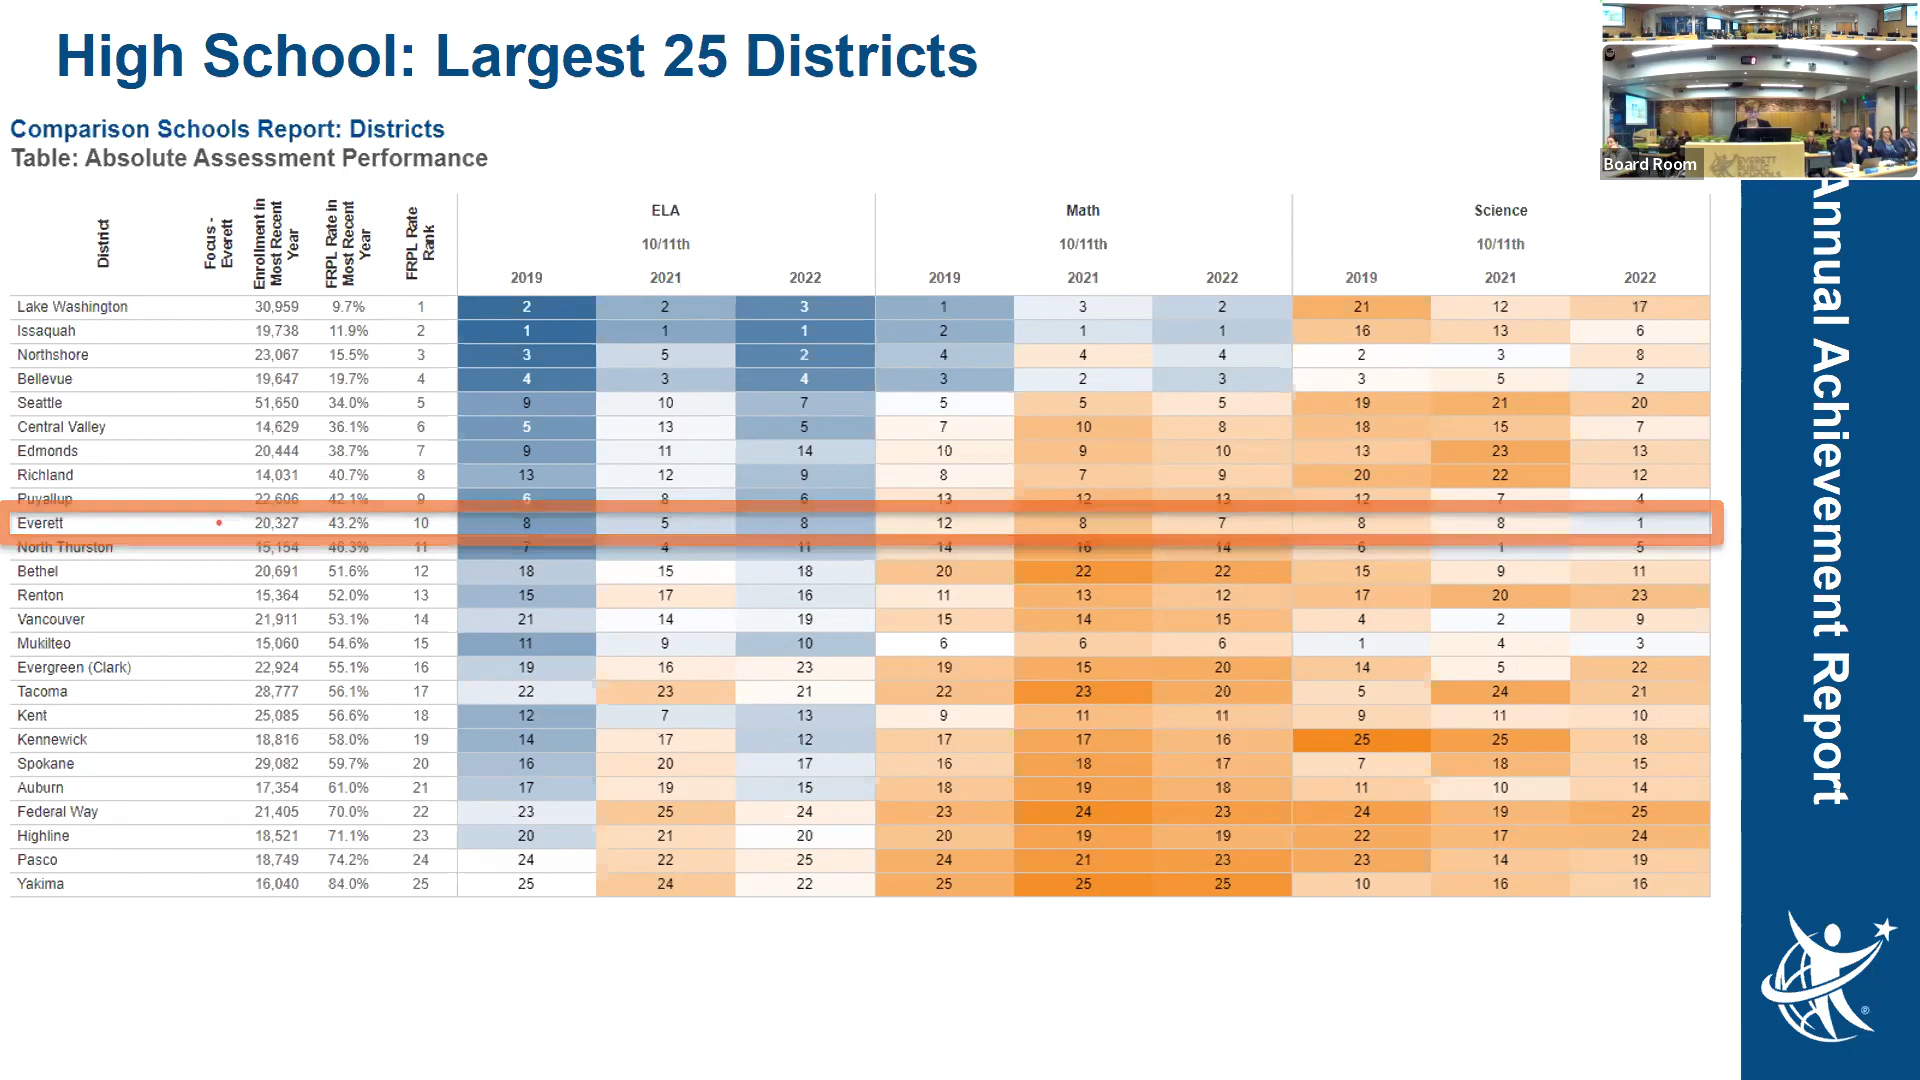 High School: Largest 25 Districts
Board Room
EVERETT
PUBLIC
SCHOOLS
Comparison Schools Report: Districts
Table: Absolute Assessment Performance
District Focus - Everett Enrollment in Most Recent Year FRPL Rate in Most Recent Year FRPL Rate Rank
ELA Math Science
10/11th 10/11th 10/11th
2019 2021 2022 2019 2021 2022 2019 2021 2022
Lake Washington 30,959 9.7% 1 2 2 3 1 3 2 21 12 17
Issaquah 19,738 11.9% 2 1 1 1 2 1 1 16 13 6
Northshore 23,067 15.5% 3 3 5 2 4 4 4 2 3 8
Bellevue 19,647 19.7% 4 4 3 4 3 2 3 3 5 2
Seattle 51,650 34.0% 5 9 10 7 5 5 5 19 21 20
Central Valley 14,629 36.1% 6 5 13 5 7 10 8 18 15 7
Edmonds 20,444 38.7% 7 9 11 14 10 9 10 13 23 13
Richland 14,031 40.7% 8 13 12 9 8 7 9 20 22 12
Puyallup 22,606 42.1% 9 6 8 6 13 12 13 12 7 4
Everett • 20,327 43.2% 10 8 5 8 12 8 7 8 8 1
North Thurston 15,154 46.3% 11 7 4 11 14 16 14 6 1 5
Bethel 20,691 51.6% 12 18 15 18 20 22 22 15 9 11
Renton 15,364 52.0% 13 15 17 16 11 13 12 17 20 23
Vancouver 21,911 53.1% 14 21 14 19 15 14 15 4 2 9
Mukilteo 15,060 54.6% 15 11 9 10 6 6 6 1 4 3
Evergreen (Clark) 22,924 55.1% 16 19 16 23 19 15 20 14 5 22
Tacoma 28,777 56.1% 17 22 23 21 22 23 20 5 24 21
Kent 25,085 56.6% 18 12 7 13 9 11 11 9 11 10
Kennewick 18,816 58.0% 19 14 17 12 17 17 16 25 25 18
Spokane 29,082 59.7% 20 16 20 17 16 18 17 7 18 15
Auburn 17,354 61.0% 21 17 19 15 18 19 18 11 10 14
Federal Way 21,405 70.0% 22 23 25 24 23 24 23 24 19 25
Highline 18,521 71.1% 23 20 21 20 20 19 19 22 17 24
Pasco 18,749 74.2% 24 24 22 25 24 21 23 23 14 19
Yakima 16,040 84.0% 25 25 24 22 25 25 25 10 16 16
Annual Achievement Report
®